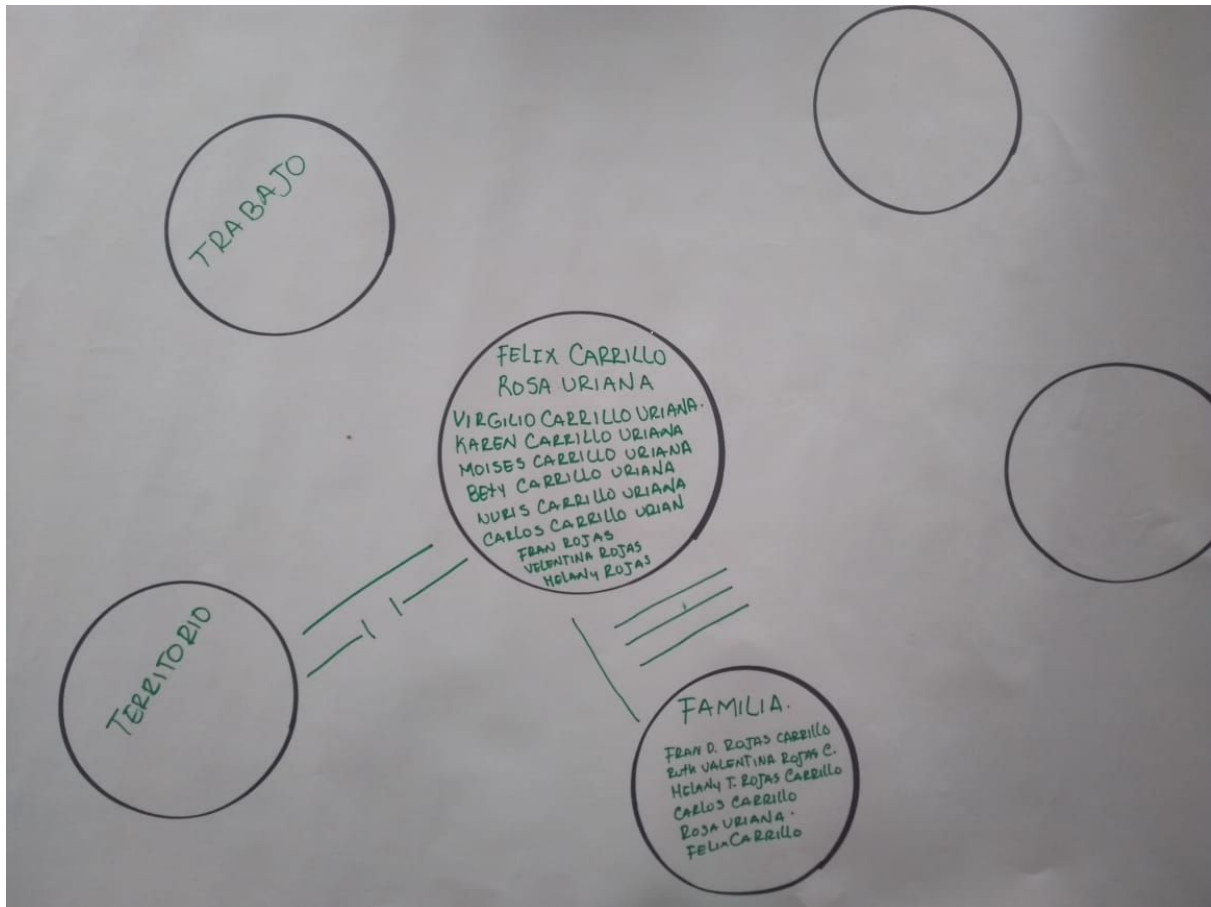 TRABAJO
FELIX CARRILLO
ROSA URIANA
VIRGILIO CARRILLO URIANA.
KAREN CARRILLO URIANA
MOISES CARRILLO URIANA
BETY CARRILLO URIANA
NURIS CARRILLO URIANA
CARLOS CARRILLO URIAN
FRAN ROJAS
VELENTINA ROJAS
MELANY ROJAS
TERRITORIO
FAMILIA.
FRAN D. ROJAS CARRILLO
RUTH VALENTINA ROJAS C.
MELANY T. ROJAS CARRILLO
CARLOS CARRILLO
ROSA URIANA.
FELIX CARRILLO